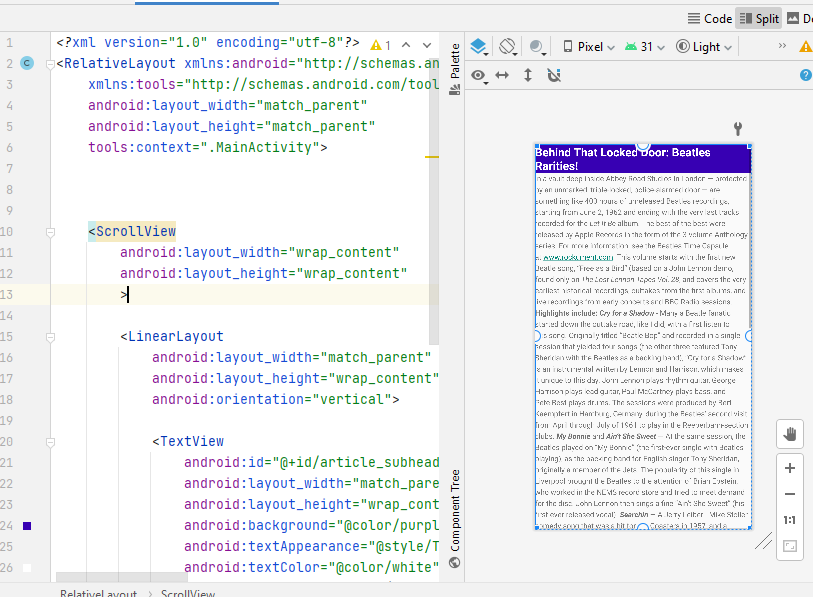 Code Split De
1 <?xml version="1.0" encoding="utf-8"?> 1
2 C <RelativeLayout xmlns:android="http://schemas.an
3 xmlns:tools="http://schemas.android.com/tool
4 android:layout_width="match_parent"
5 android:layout_height="match_parent"
6 tools:context=".MainActivity">
7
8
9
10 <ScrollView
11 android:layout_width="wrap_content"
12 android:layout_height="wrap_content"
13 >
14
15 <LinearLayout
16 android:layout_width="match_parent"
17 android:layout_height="wrap_content"
18 android:orientation="vertical">
19
20 <TextView
21 android:id="@+id/article_subhead
22 android:layout_width="match_pare
23 android:layout_height="wrap_cont
24 android:background="@color/purpl
25 android:textAppearance="@style/T
26 android:textColor="@color/white"
RelativeLayout > ScrollView
Palette
Component Tree
Pixel 31 Light >>
?
Behind That Locked Door: Beatles
Rarities!
In a vault deep inside Abbey Road Studios in London — protected
by an unmarked, triple-locked, police-alarmed door — are
something like 400 hours of unreleased Beatles recordings,
starting from June 2, 1962 and ending with the very last tracks
recorded for the Let It Be album. The best of the best were
released by Apple Records in the form of the 3-volume Anthology
series. For more information, see the Beatles Time Capsule
at www.rockument.com. This volume starts with the first new
Beatle song, "Free as a Bird" (based on a John Lennon demo,
found only on The Lost Lennon Tapes Vol. 28, and covers the very
earliest historical recordings, outtakes from the first albums, and
live recordings from early concerts and BBC Radio sessions.
Highlights include: Cry for a Shadow - Many a Beatle fanatic
started down the outtake road, like I did, with a first listen to
s song. Originally titled "Beatle Bop" and recorded in a single
session that yielded four songs (the other three featured Tony
Sheridan with the Beatles as a backing band), "Cry for a Shadow"
is an instrumental written by Lennon and Harrison, which makes
it unique to this day. John Lennon plays rhythm guitar, George
Harrison plays lead guitar, Paul McCartney plays bass, and
Pete Best plays drums. The sessions were produced by Bert
Kaempfert in Hamburg, Germany, during the Beatles' second visit
from April through July of 1961 to play in the Reeperbahn-section
clubs. My Bonnie and Ain't She Sweet — At the same session, the
Beatles played on "My Bonnie" (the first-ever single with Beatles
playing), as the backing band for English singer Tony Sheridan,
originally a member of the Jets. The popularity of this single in
Liverpool brought the Beatles to the attention of Brian Epstein,
who worked in the NEMS record store and tried to meet demand
for the disc. John Lennon then sings a fine "Ain't She Sweet" (his
first-ever released vocal). Searchin — A Jerry Leiber - Mike Stoller
comedy song that was a hit Coasters in 1957, and a
1:1